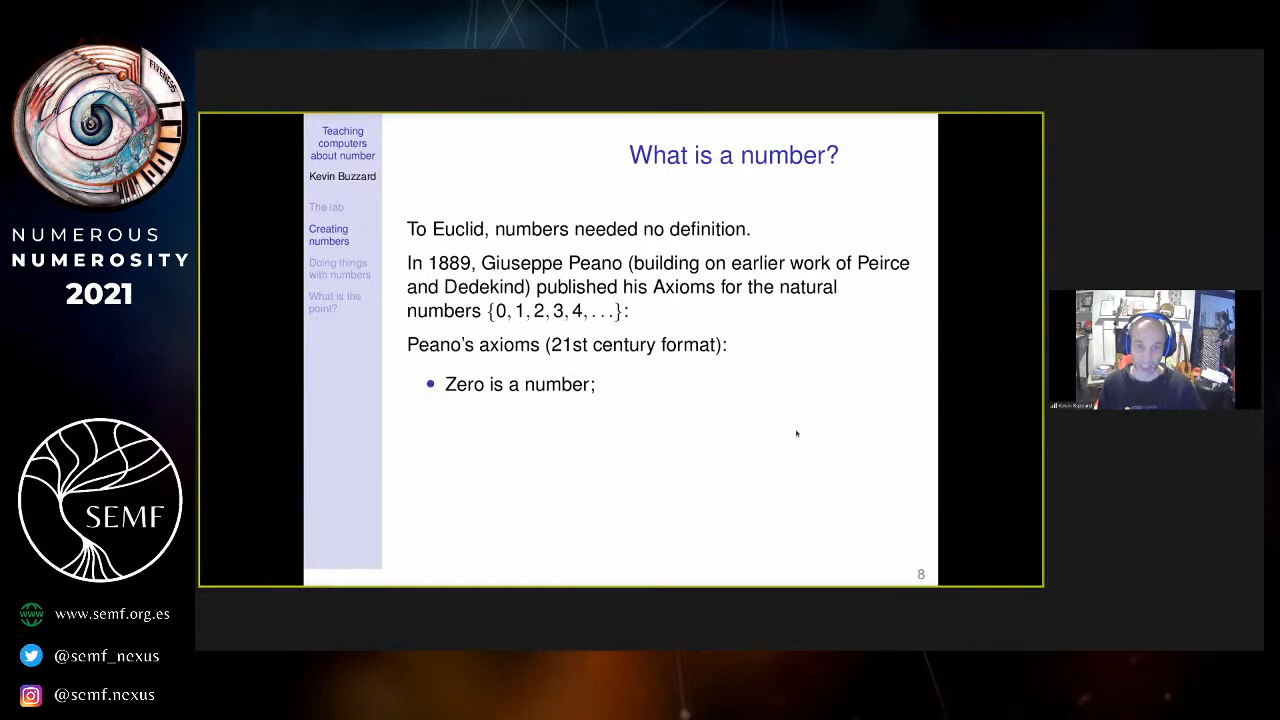 FIVENESS
NUMEROUS
NUMEROSITY
2021
SEMF
www.semf.org.es
@semf_nexus
@semf.nexus
Teaching
computers
about number
Kevin Buzzard
The lab
Creating
numbers
Doing things
with numbers
What is the
point?
What is a number?
To Euclid, numbers needed no definition.
In 1889, Giuseppe Peano (building on earlier work of Peirce
and Dedekind) published his Axioms for the natural
numbers {0, 1, 2, 3, 4, . . .}:
Peano's axioms (21st century format):
• Zero is a number;
8
Kevin Buzzard